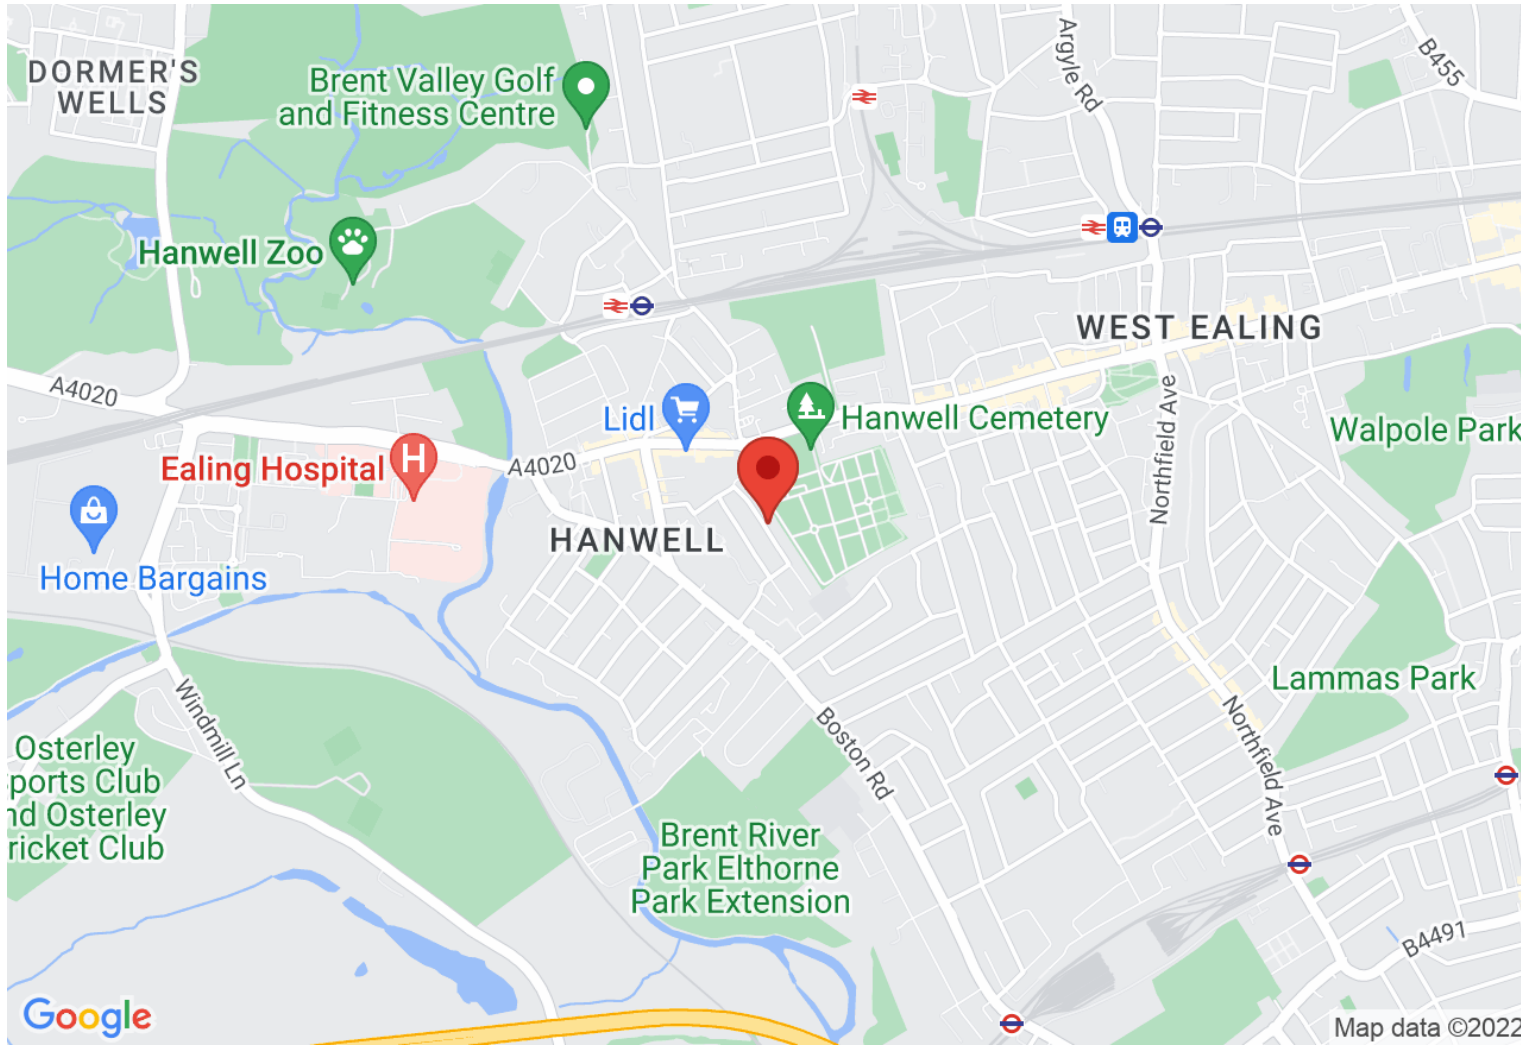 DORMER'S
WELLS
Brent Valley Golf
and Fitness Centre
Argyle Rd
B455
Hanwell Zoo
WEST EALING
A4020
Lidl
Hanwell Cemetery
Northfield Ave
Walpole Park
Ealing Hospital
H
A4020
HANWELL
Home Bargains
Windmill Ln
Lammas Park
Boston Rd
Northfield Ave
Osterley
ports Club
nd Osterley
ricket Club
Brent River
Park Elthorne
Park Extension
B4491
Google
Map data ©2022